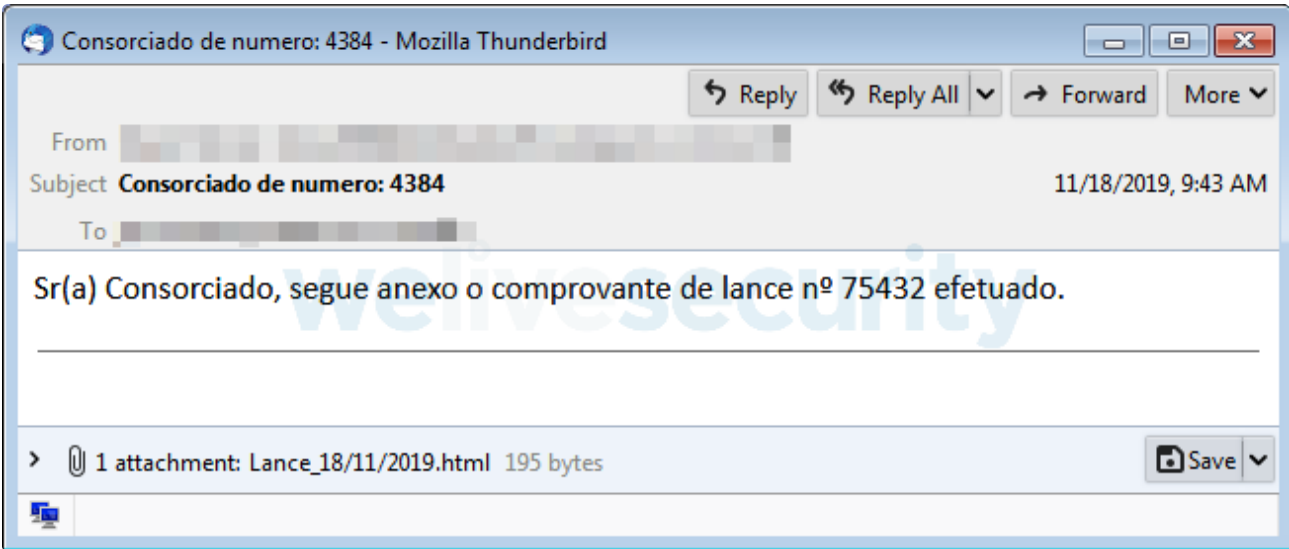 Consorciado de numero: 4384 - Mozilla Thunderbird
Reply Reply All Forward More
From
Subject Consorciado de numero: 4384 11/18/2019, 9:43 AM
To
welivesecurity
Sr(a) Consorciado, segue anexo o comprovante de lance nº 75432 efetuado.
1 attachment: Lance_18/11/2019.html 195 bytes Save